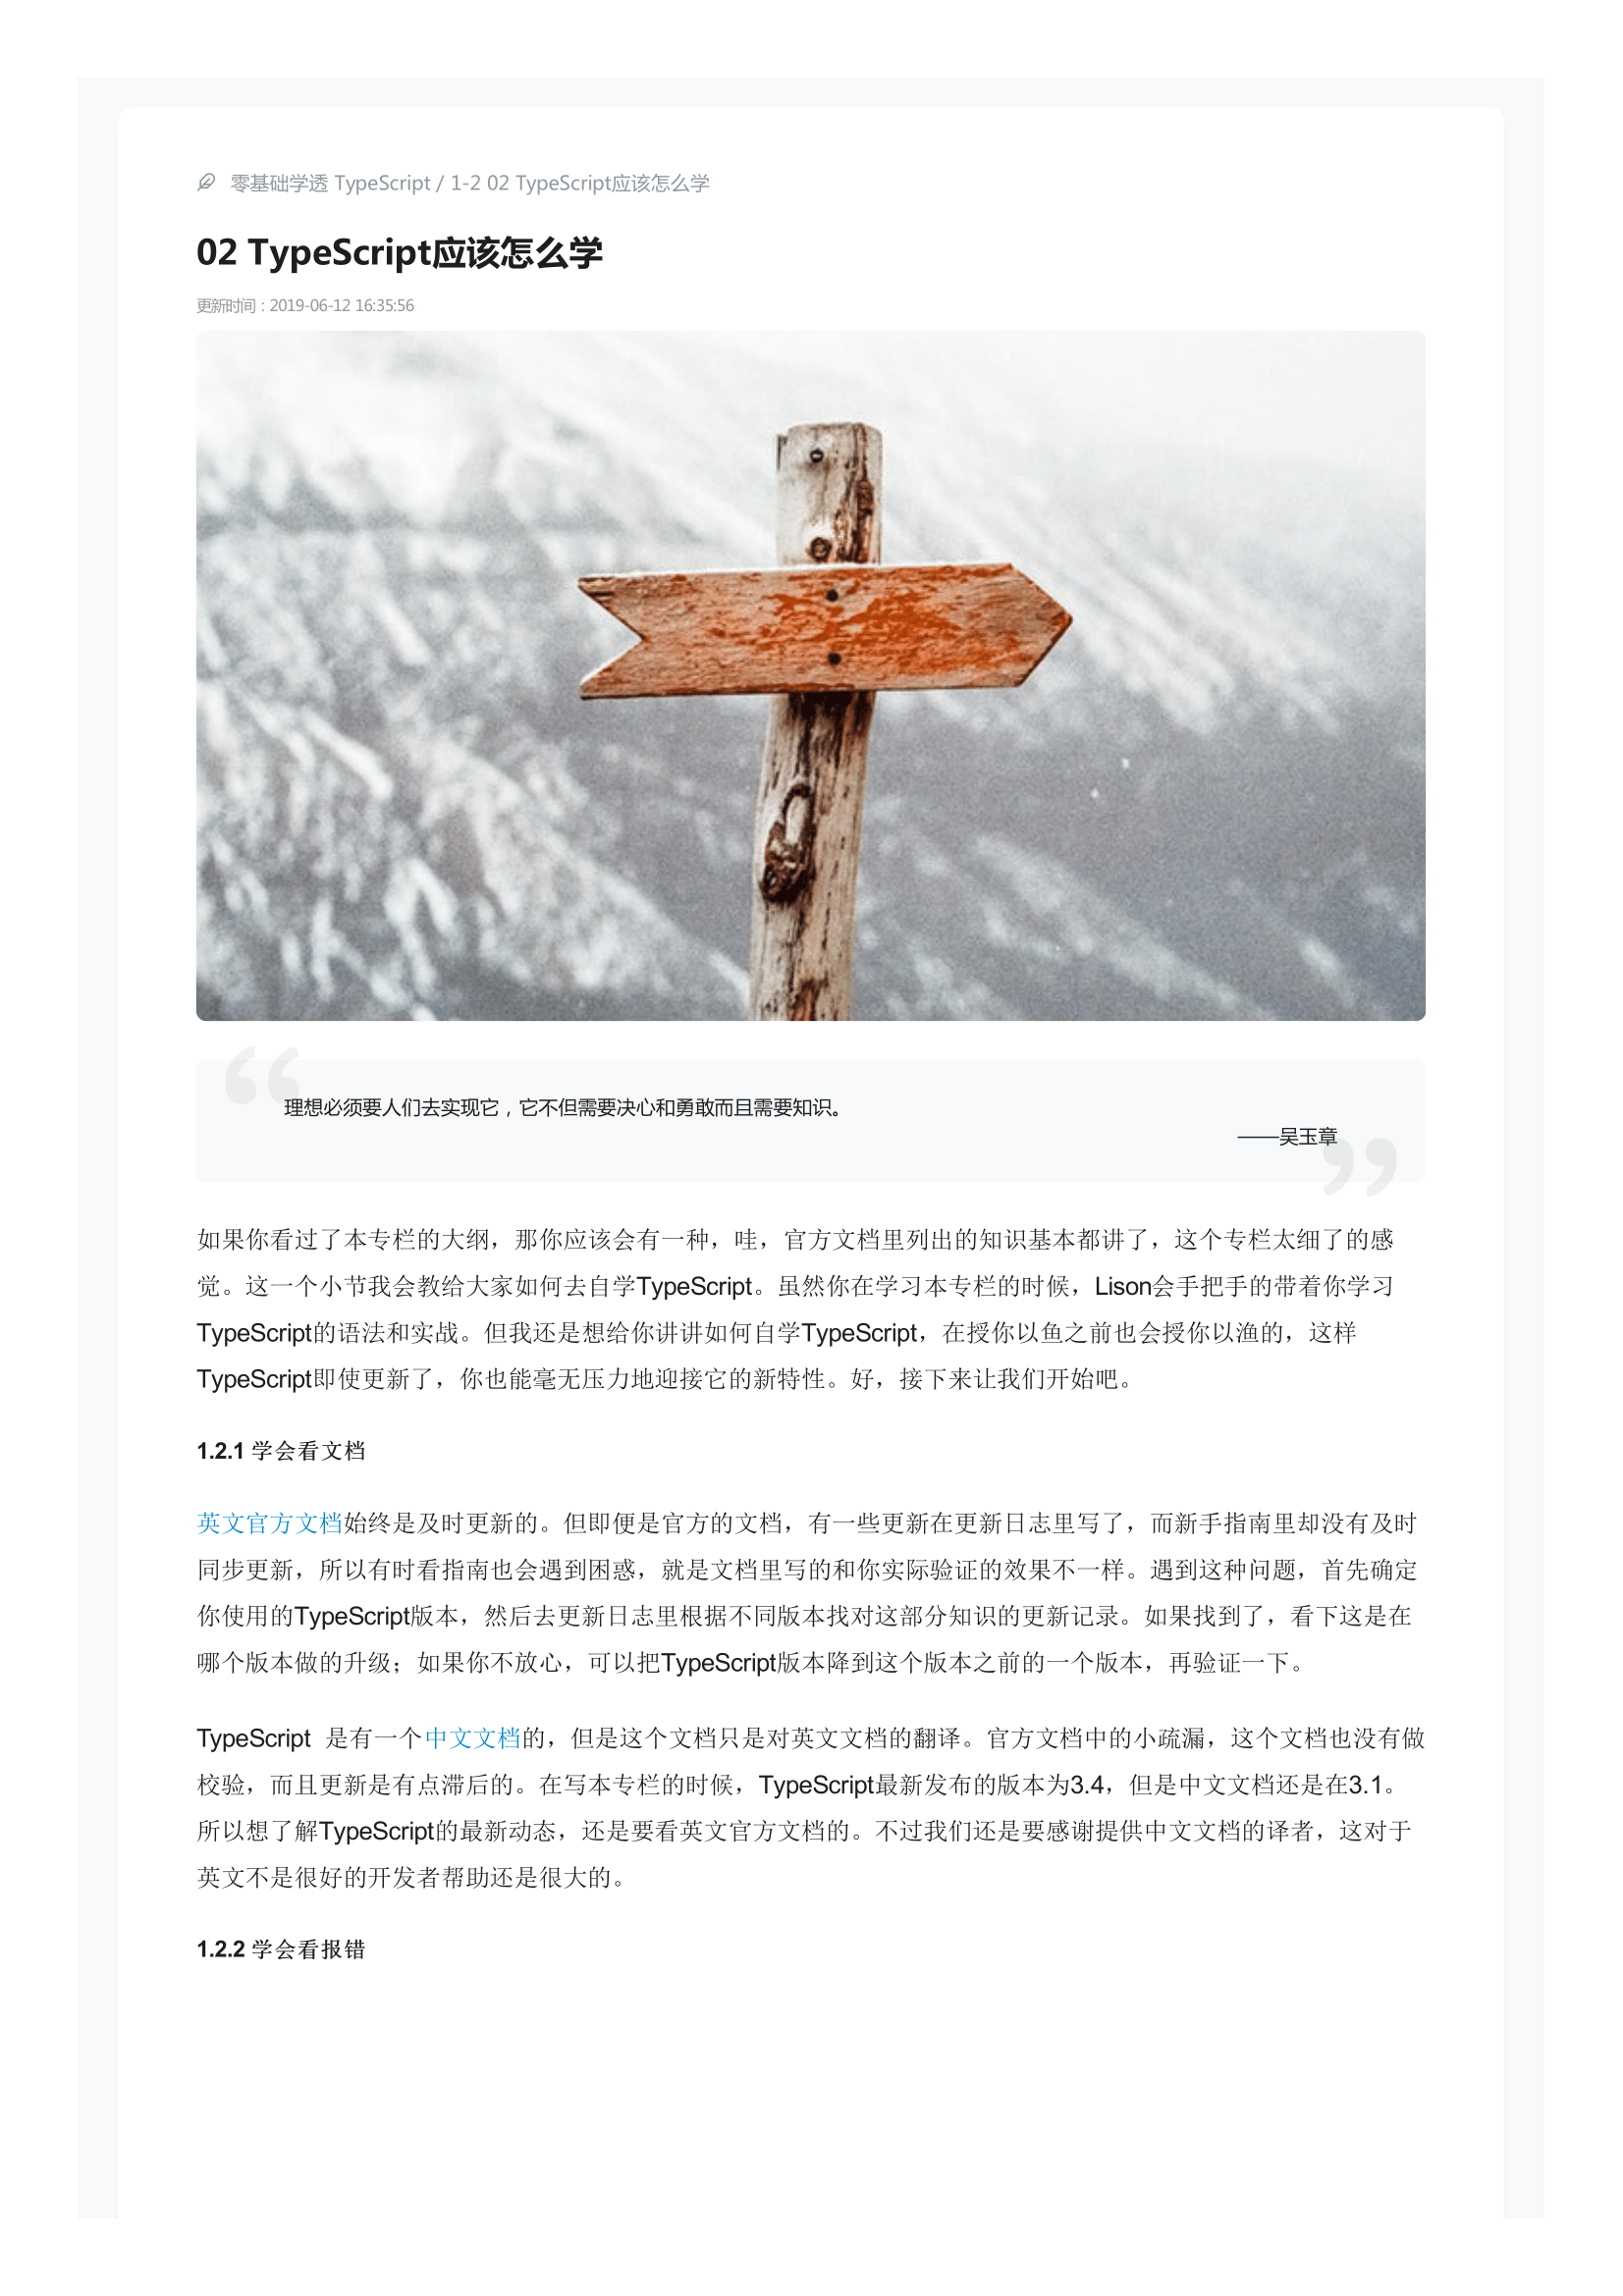 零基础学透 TypeScript / 1-2 02 TypeScript应该怎么学
02 TypeScript应该怎么学
更新时间：2019-06-12 16:35:56
理想必须要人们去实现它，它不但需要决心和勇敢而且需要知识。
——吴玉章
如果你看过了本专栏的大纲，那你应该会有一种，哇，官方文档里列出的知识基本都讲了，这个专栏太细了的感
觉。这一个小节我会教给大家如何去自学TypeScript。虽然你在学习本专栏的时候，Lison会手把手的带着你学习
TypeScript的语法和实战。但我还是想给你讲讲如何自学TypeScript，在授你以鱼之前也会授你以渔的，这样
TypeScript即使更新了，你也能毫无压力地迎接它的新特性。好，接下来让我们开始吧。
1.2.1 学会看文档
英文官方文档始终是及时更新的。但即便是官方的文档，有一些更新在更新日志里写了，而新手指南里却没有及时
同步更新，所以有时看指南也会遇到困惑，就是文档里写的和你实际验证的效果不一样。遇到这种问题，首先确定
你使用的TypeScript版本，然后去更新日志里根据不同版本找对这部分知识的更新记录。如果找到了，看下这是在
哪个版本做的升级；如果你不放心，可以把TypeScript版本降到这个版本之前的一个版本，再验证一下。
TypeScript 是有一个中文文档的，但是这个文档只是对英文文档的翻译。官方文档中的小疏漏，这个文档也没有做
校验，而且更新是有点滞后的。在写本专栏的时候，TypeScript最新发布的版本为3.4，但是中文文档还是在3.1。
所以想了解TypeScript的最新动态，还是要看英文官方文档的。不过我们还是要感谢提供中文文档的译者，这对于
英文不是很好的开发者帮助还是很大的。
1.2.2 学会看报错